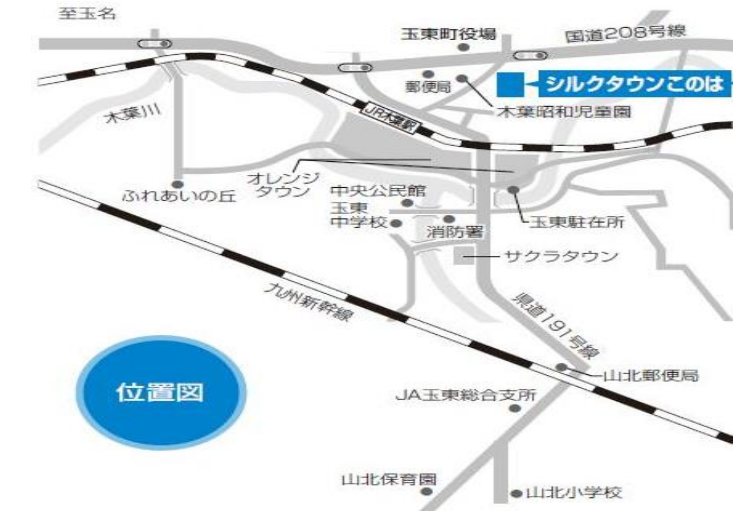 至玉名
玉東町役場
国道208号線
郵便局
シルクタウンこのは
木葉昭和児童園
木葉川
JR木葉駅
オレンジ
タウン
ふれあいの丘
中央公民館
玉東
中学校
消防署
玉東駐在所
サクラタウン
九州新幹線
県道191号線
位置図
山北郵便局
JA玉東総合支所
山北保育園
山北小学校